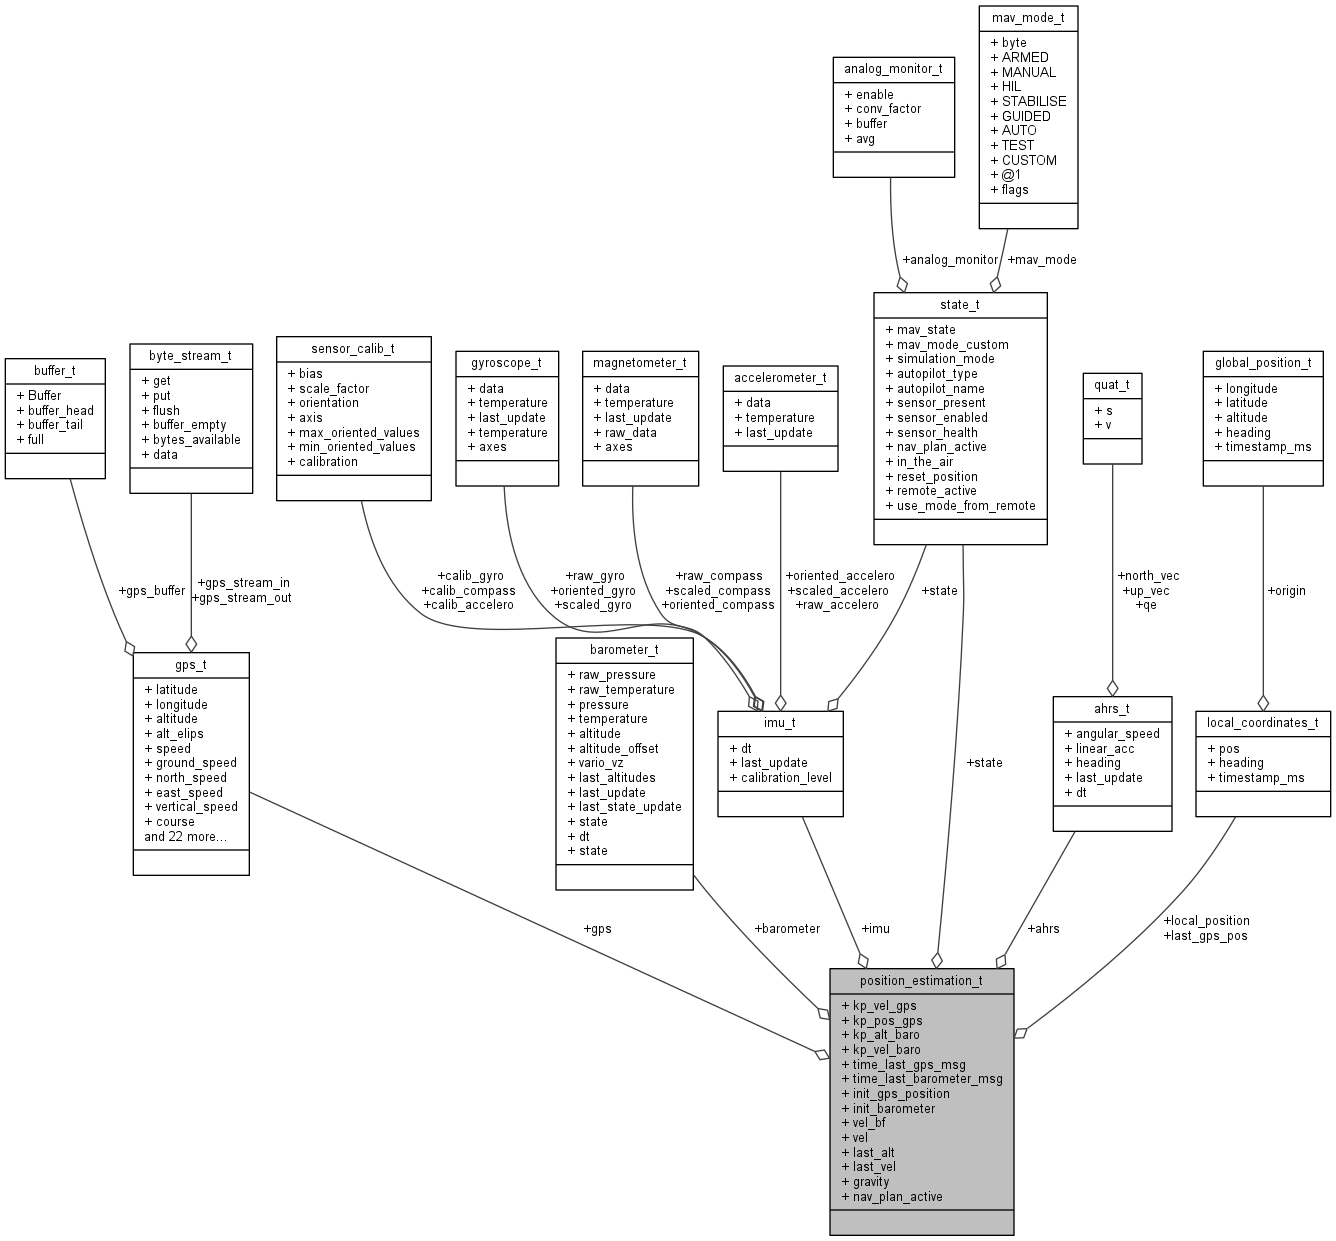 mav_mode_t
+ byte
+ ARMED
+ MANUAL
+ HIL
+ STABILISE
+ GUIDED
+ AUTO
+ TEST
+ CUSTOM
+ @1
+ flags
analog_monitor_t
+ enable
+ conv_factor
+ buffer
+ avg
+analog_monitor
+mav_mode
state_t
+ mav_state
+ mav_mode_custom
+ simulation_mode
+ autopilot_type
+ autopilot_name
+ sensor_present
+ sensor_enabled
+ sensor_health
+ nav_plan_active
+ in_the_air
+ reset_position
+ remote_active
+ use_mode_from_remote
buffer_t
+ Buffer
+ buffer_head
+ buffer_tail
+ full
byte_stream_t
+ get
+ put
+ flush
+ buffer_empty
+ bytes_available
+ data
sensor_calib_t
+ bias
+ scale_factor
+ orientation
+ axis
+ max_oriented_values
+ min_oriented_values
+ calibration
gyroscope_t
+ data
+ temperature
+ last_update
+ temperature
+ axes
magnetometer_t
+ data
+ temperature
+ last_update
+ raw_data
+ axes
accelerometer_t
+ data
+ temperature
+ last_update
quat_t
+ s
+ v
global_position_t
+ longitude
+ latitude
+ altitude
+ heading
+ timestamp_ms
+gps_buffer
+gps_stream_in
+gps_stream_out
+calib_gyro
+calib_compass
+calib_accelero
+raw_gyro
+oriented_gyro
+scaled_gyro
+raw_compass
+scaled_compass
+oriented_compass
+oriented_accelero
+scaled_accelero
+raw_accelero
+state
+north_vec
+up_vec
+qe
+origin
gps_t
+ latitude
+ longitude
+ altitude
+ alt_elips
+ speed
+ ground_speed
+ north_speed
+ east_speed
+ vertical_speed
+ course
and 22 more...
barometer_t
+ raw_pressure
+ raw_temperature
+ pressure
+ temperature
+ altitude
+ altitude_offset
+ vario_vz
+ last_altitudes
+ last_update
+ last_state_update
+ state
+ dt
+ state
imu_t
+ dt
+ last_update
+ calibration_level
+state
ahrs_t
+ angular_speed
+ linear_acc
+ heading
+ last_update
+ dt
local_coordinates_t
+ pos
+ heading
+ timestamp_ms
+gps
+barometer
+imu
+ahrs
+local_position
+last_gps_pos
position_estimation_t
+ kp_vel_gps
+ kp_pos_gps
+ kp_alt_baro
+ kp_vel_baro
+ time_last_gps_msg
+ time_last_barometer_msg
+ init_gps_position
+ init_barometer
+ vel_bf
+ vel
+ last_alt
+ last_vel
+ gravity
+ nav_plan_active